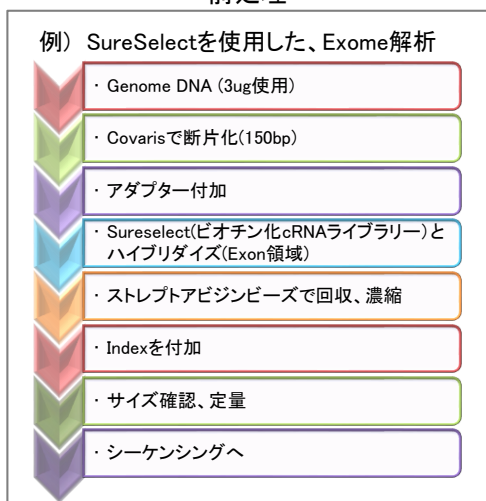 例) SureSelectを使用した、Exome解析
・Genome DNA (3ug使用)
・Covarisで断片化(150bp)
・アダプター付加
・Sureselect(ビオチン化cRNAライブラリー)と
ハイブリダイズ(Exon領域)
・ストレプトアビジンビーズで回収、濃縮
・Indexを付加
・サイズ確認、定量
・シーケンシングへ